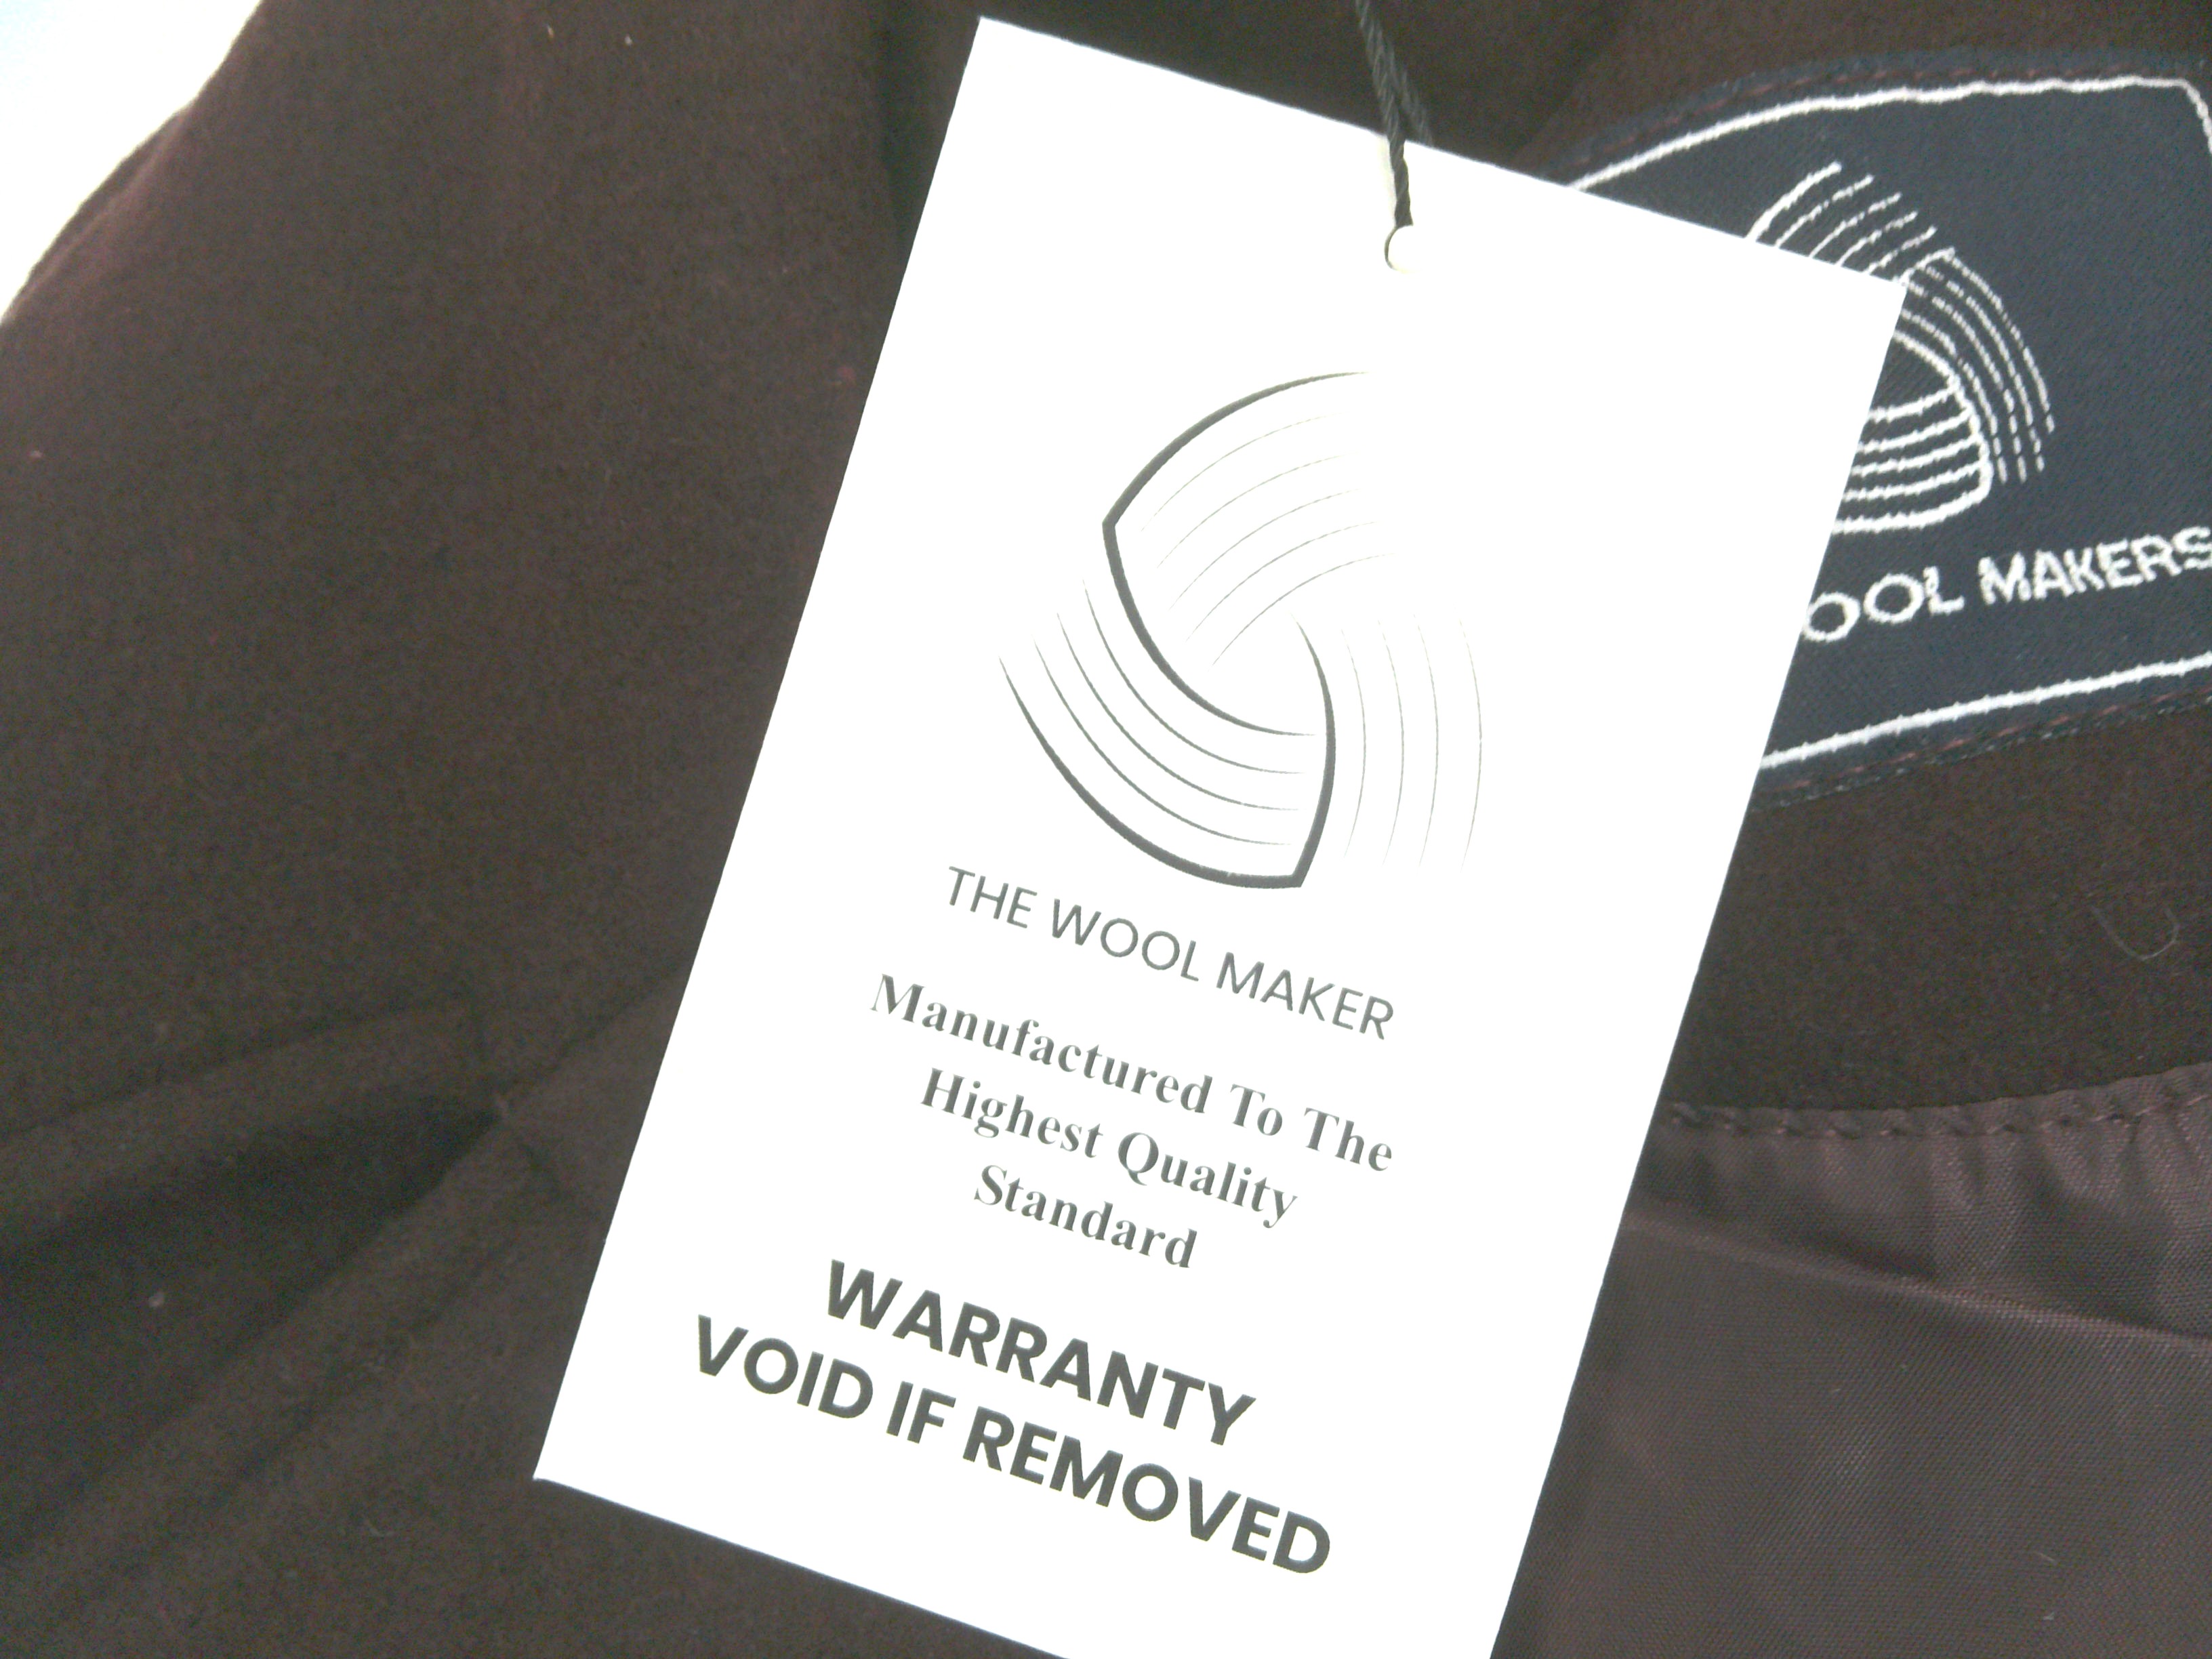 THE WOOL MAKER
Manufactured To The
Highest Quality
Standard
WARRANTY
VOID IF REMOVED
OOL MAKERS